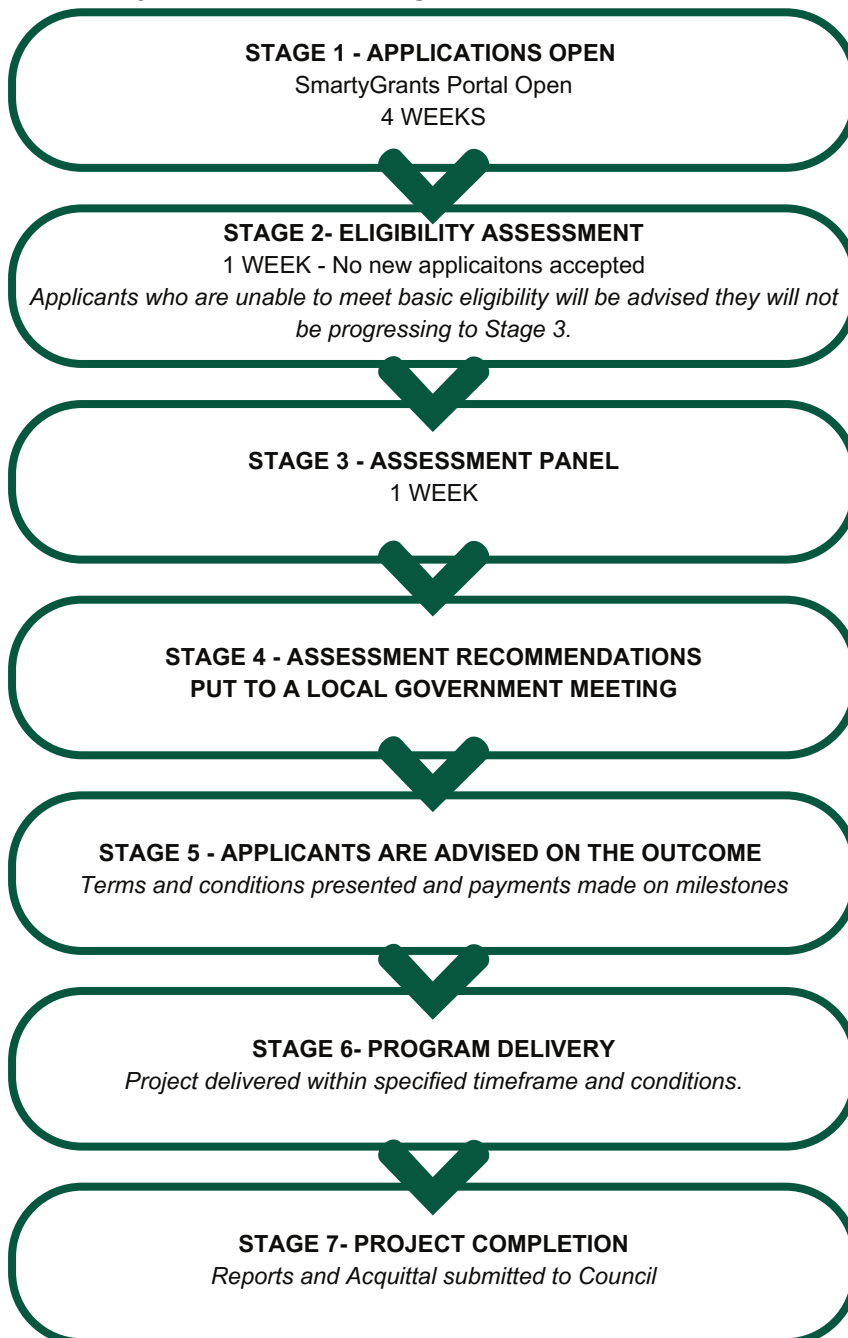 STAGE 1 - APPLICATIONS OPEN
SmartyGrants Portal Open
4 WEEKS
STAGE 2- ELIGIBILITY ASSESSMENT
1 WEEK - No new applicaitons accepted
Applicants who are unable to meet basic eligibility will be advised they will not
be progressing to Stage 3.
STAGE 3 - ASSESSMENT PANEL
1 WEEK
STAGE 4 - ASSESSMENT RECOMMENDATIONS
PUT TO A LOCAL GOVERNMENT MEETING
STAGE 5 - APPLICANTS ARE ADVISED ON THE OUTCOME
Terms and conditions presented and payments made on milestones
STAGE 6- PROGRAM DELIVERY
Project delivered within specified timeframe and conditions.
STAGE 7- PROJECT COMPLETION
Reports and Acquittal submitted to Council